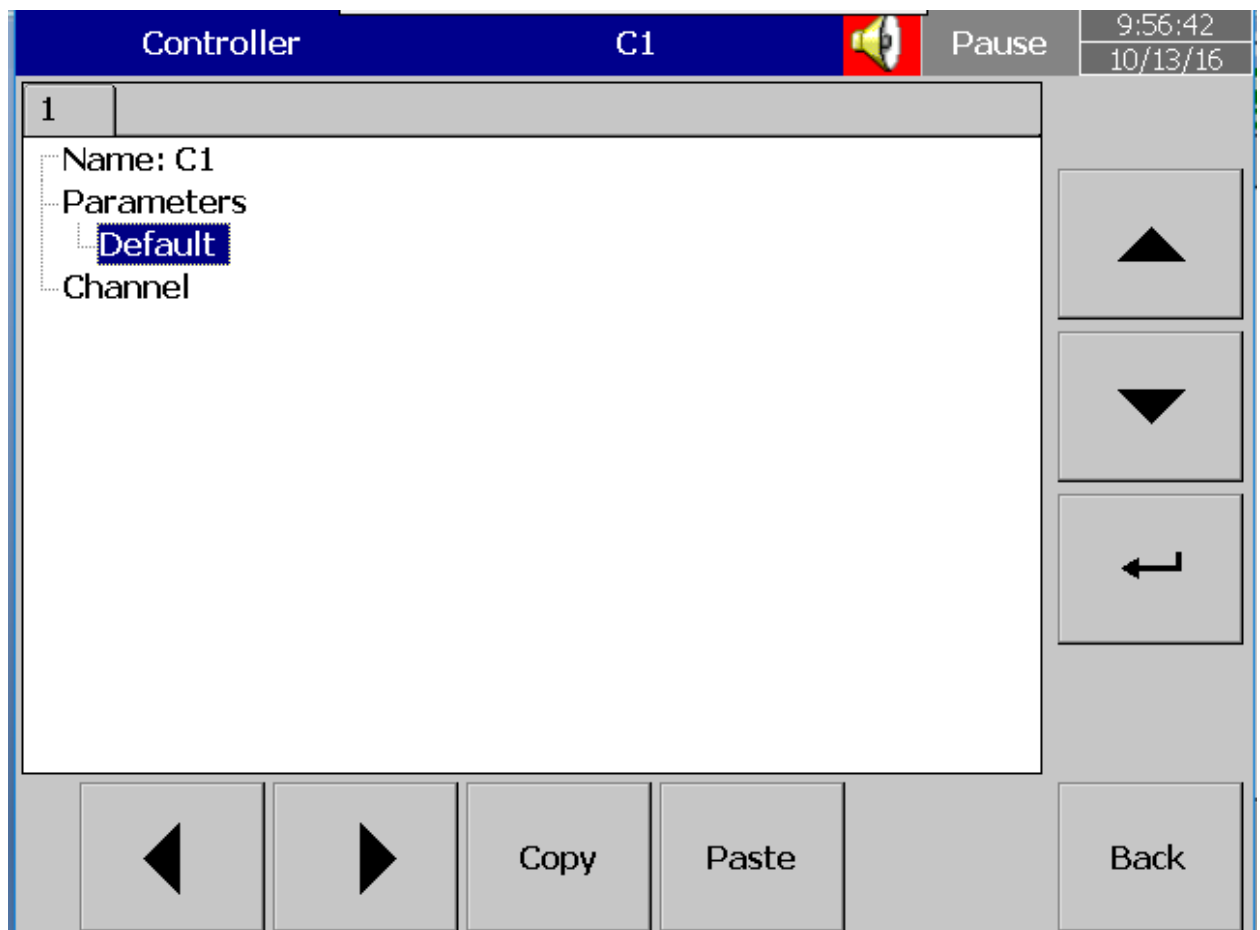 Controller C1 Pause 9:56:42
10/13/16
1
Name: C1
Parameters
Default
Channel
Copy Paste Back